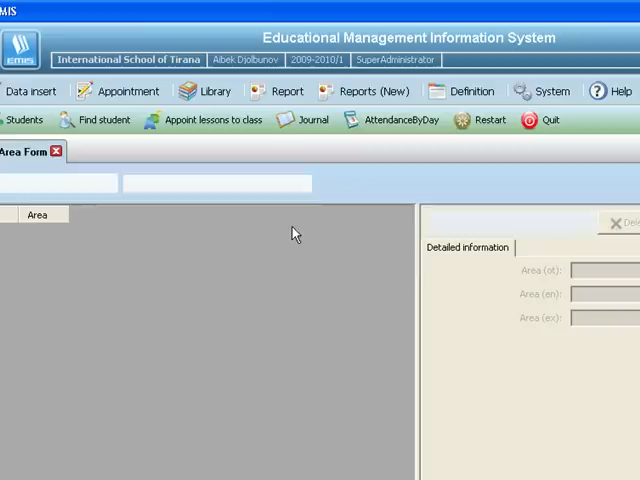 MIS
EMIS
Educational Management Information System
International School of Tirana | Aibek Djolbunov | 2009-2010/1 | SuperAdministrator
Data insert Appointment Library Report Reports (New) Definition System Help
Students Find student Appoint lessons to class Journal AttendanceByDay Restart Quit
Area Form
Area
Dele
Detailed information
Area (ot):
Area (en):
Area (ex):